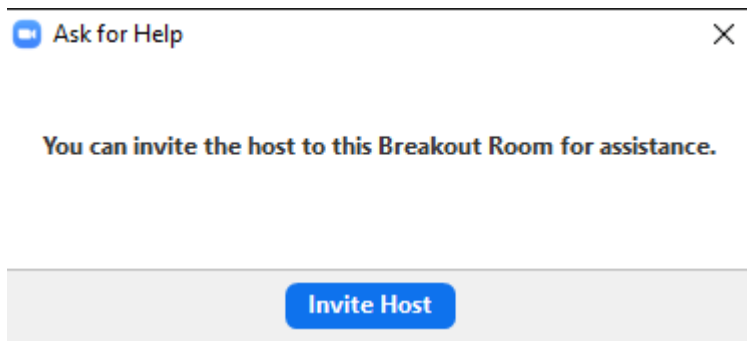 Ask for Help
You can invite the host to this Breakout Room for assistance.
Invite Host